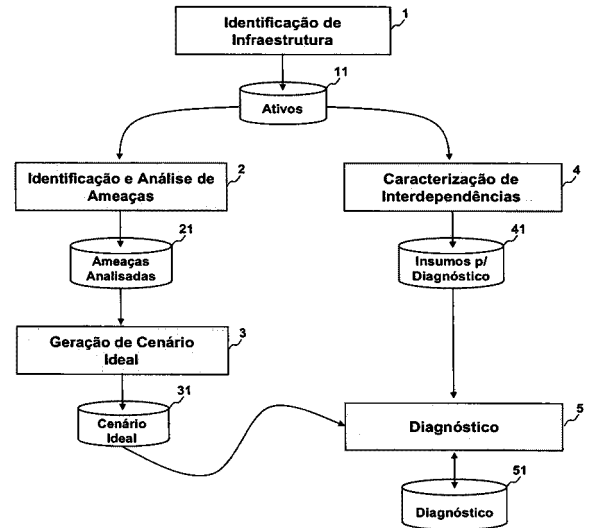 Identificação de
Infraestrutura
1
11
Ativos
Identificação e Análise de
Ameaças
2
Caracterização de
Interdependências
4
21
Ameaças
Analisadas
41
Insumos p/
Diagnóstico
Geração de Cenário
Ideal
3
31
Cenário
Ideal
Diagnóstico
5
51
Diagnóstico